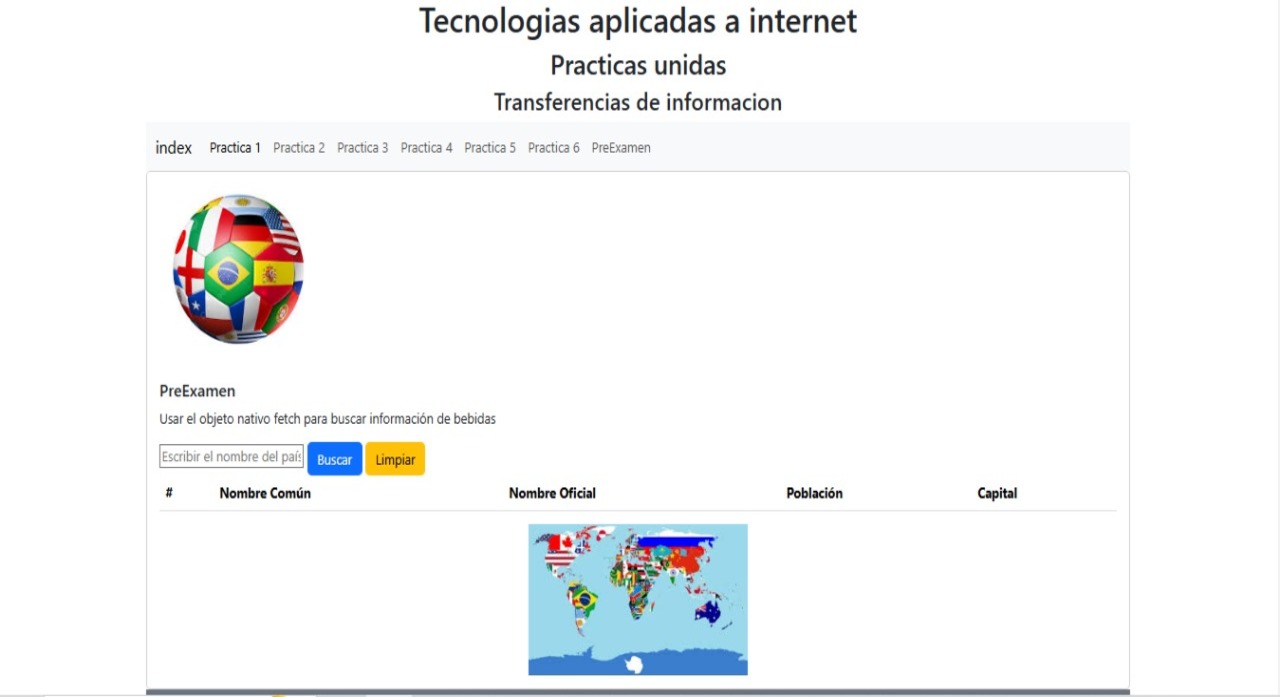 Tecnologias aplicadas a internet
Practicas unidas
Transferencias de informacion
index Practica 1 Practica 2 Practica 3 Practica 4 Practica 5 Practica 6 PreExamen
PreExamen
Usar el objeto nativo fetch para buscar información de bebidas
Escribir el nombre del país Buscar Limpiar
# Nombre Común Nombre Oficial Población Capital